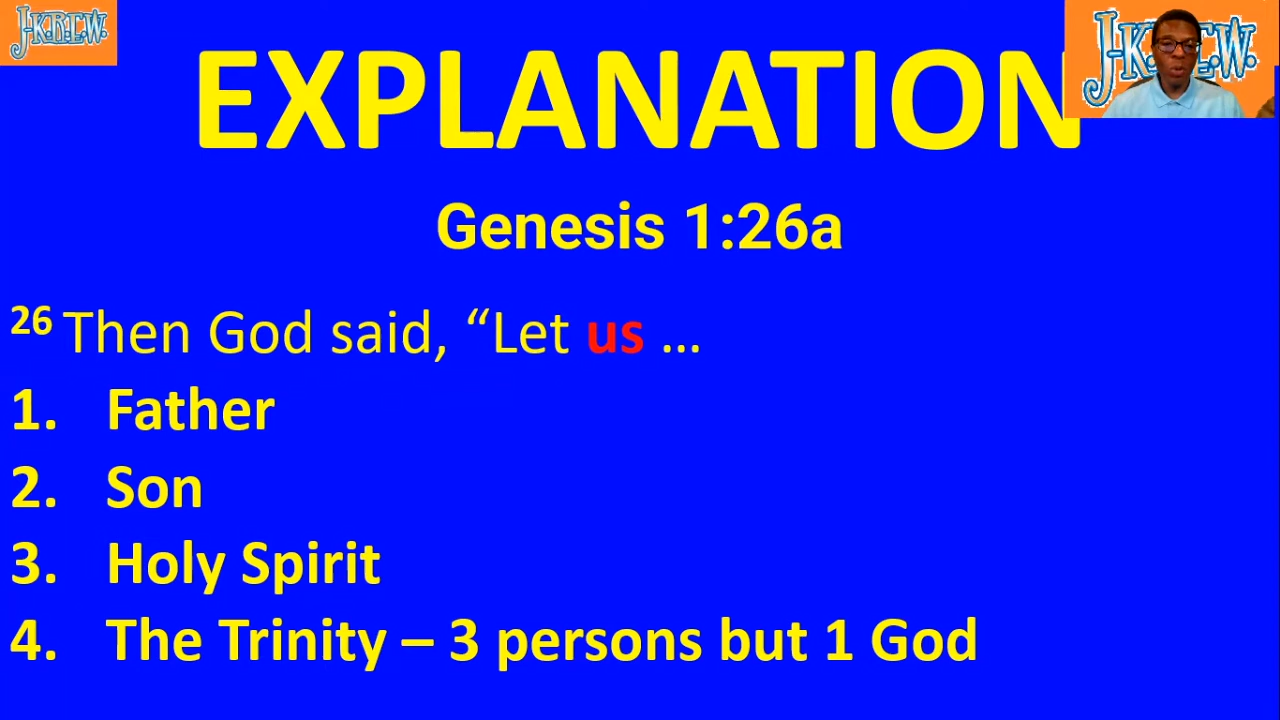 J-K.R.E.W.
J-K.R.E.W.
EXPLANATION
Genesis 1:26a
26 Then God said, “Let us ...
1. Father
2. Son
3. Holy Spirit
4. The Trinity – 3 persons but 1 God